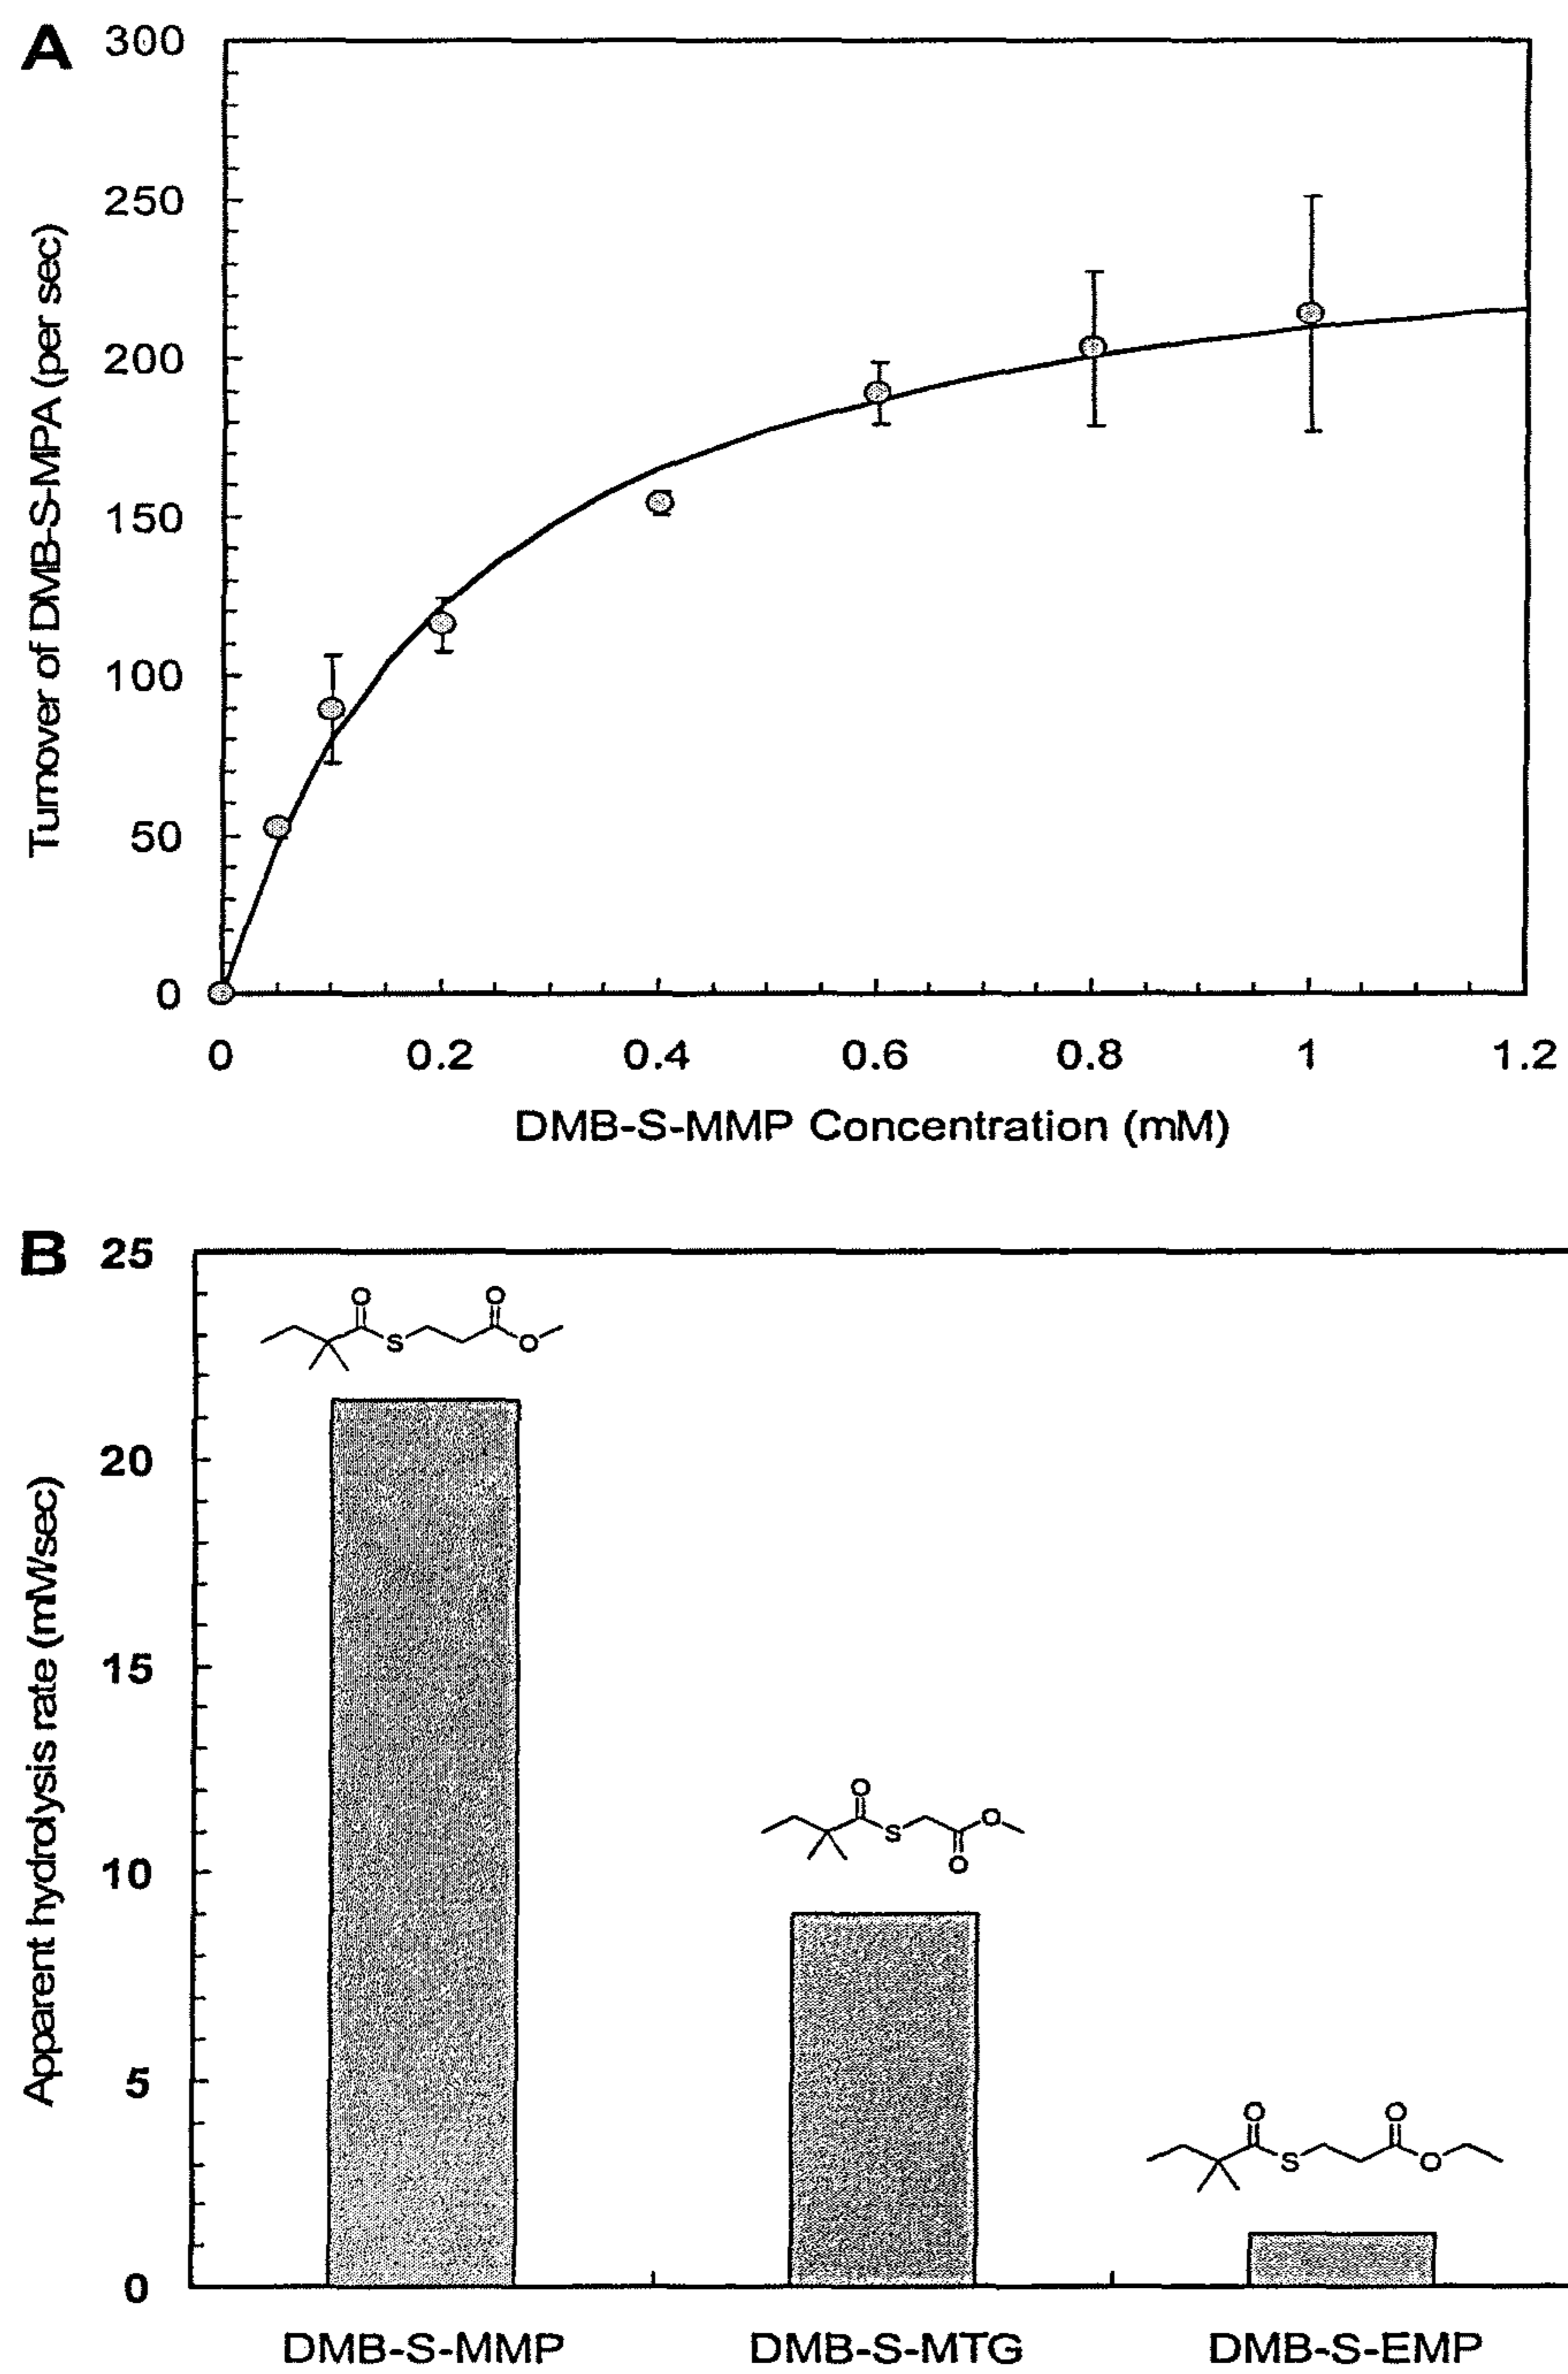 A
300
250
200
150
100
50
0
Turnover of DMB-S-MPA (per sec)
0 0.2 0.4 0.6 0.8 1 1.2
DMB-S-MMP Concentration (mM)
B
25
20
15
10
5
0
Apparent hydrolysis rate (mM/sec)
O O
S O
O O
S O
O O
S O
DMB-S-MMP DMB-S-MTG DMB-S-EMP